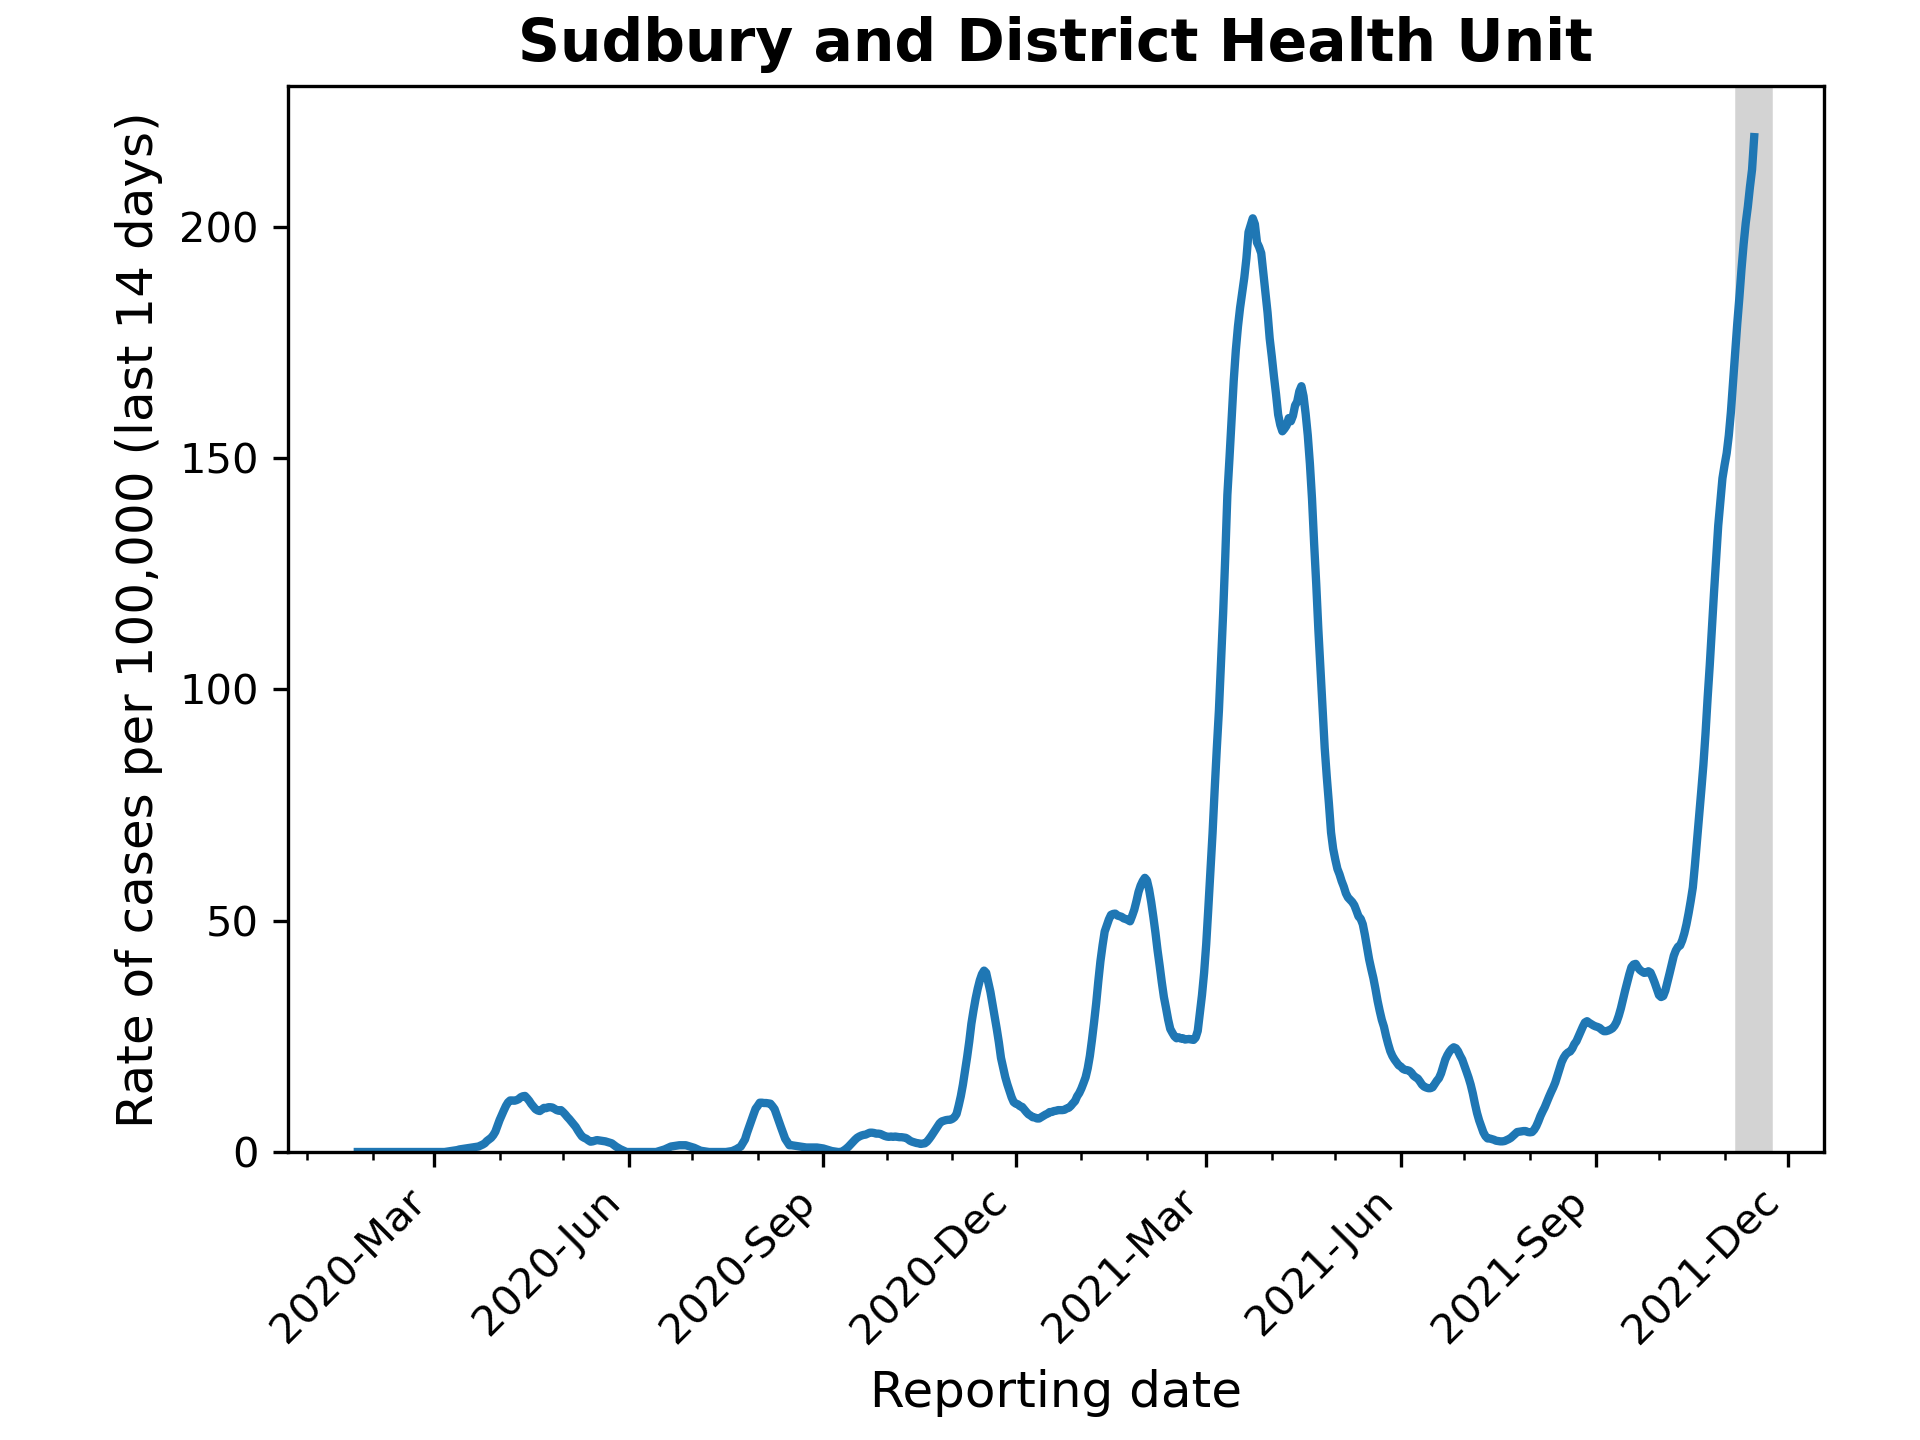 Sudbury and District Health Unit
Rate of cases per 100,000 (last 14 days)
200
150
100
50
0
2020-Mar
2020-Jun
2020-Sep
2020-Dec
2021-Mar
2021-Jun
2021-Sep
2021-Dec
Reporting date